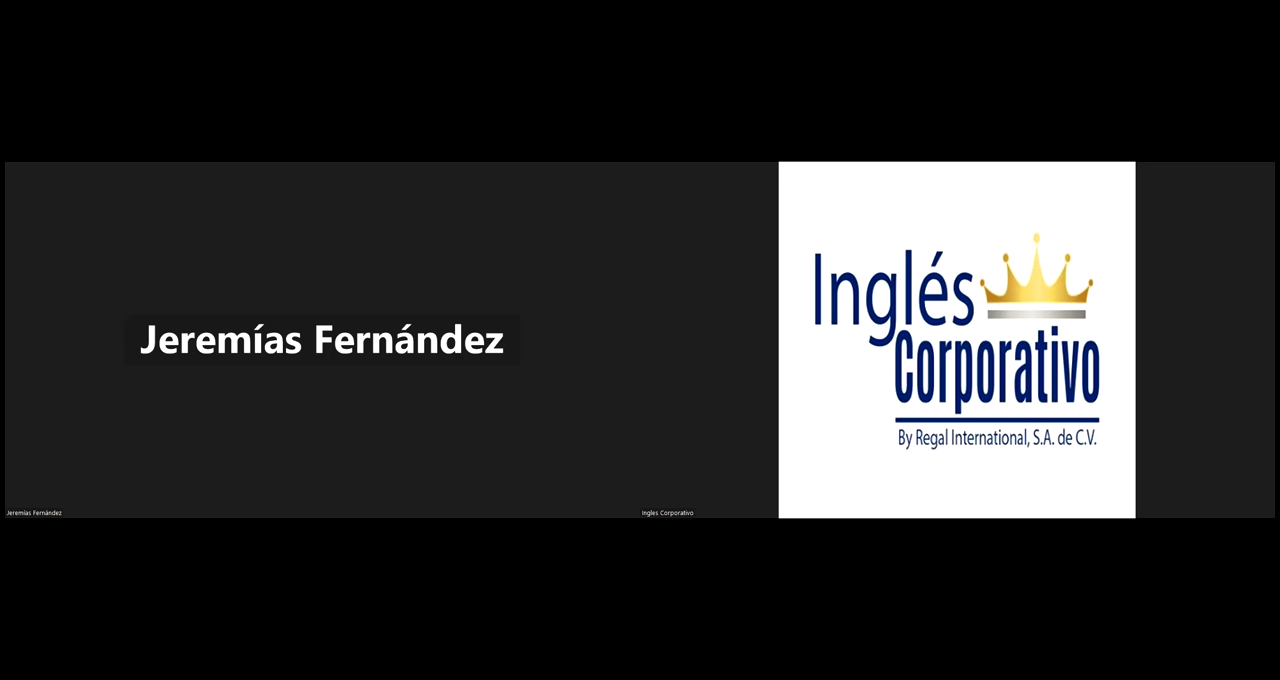 Jeremías Fernández
Inglés
Corporativo
By Regal International, S.A. de C.V.
Jeremías Fernández
Ingles Corporativo